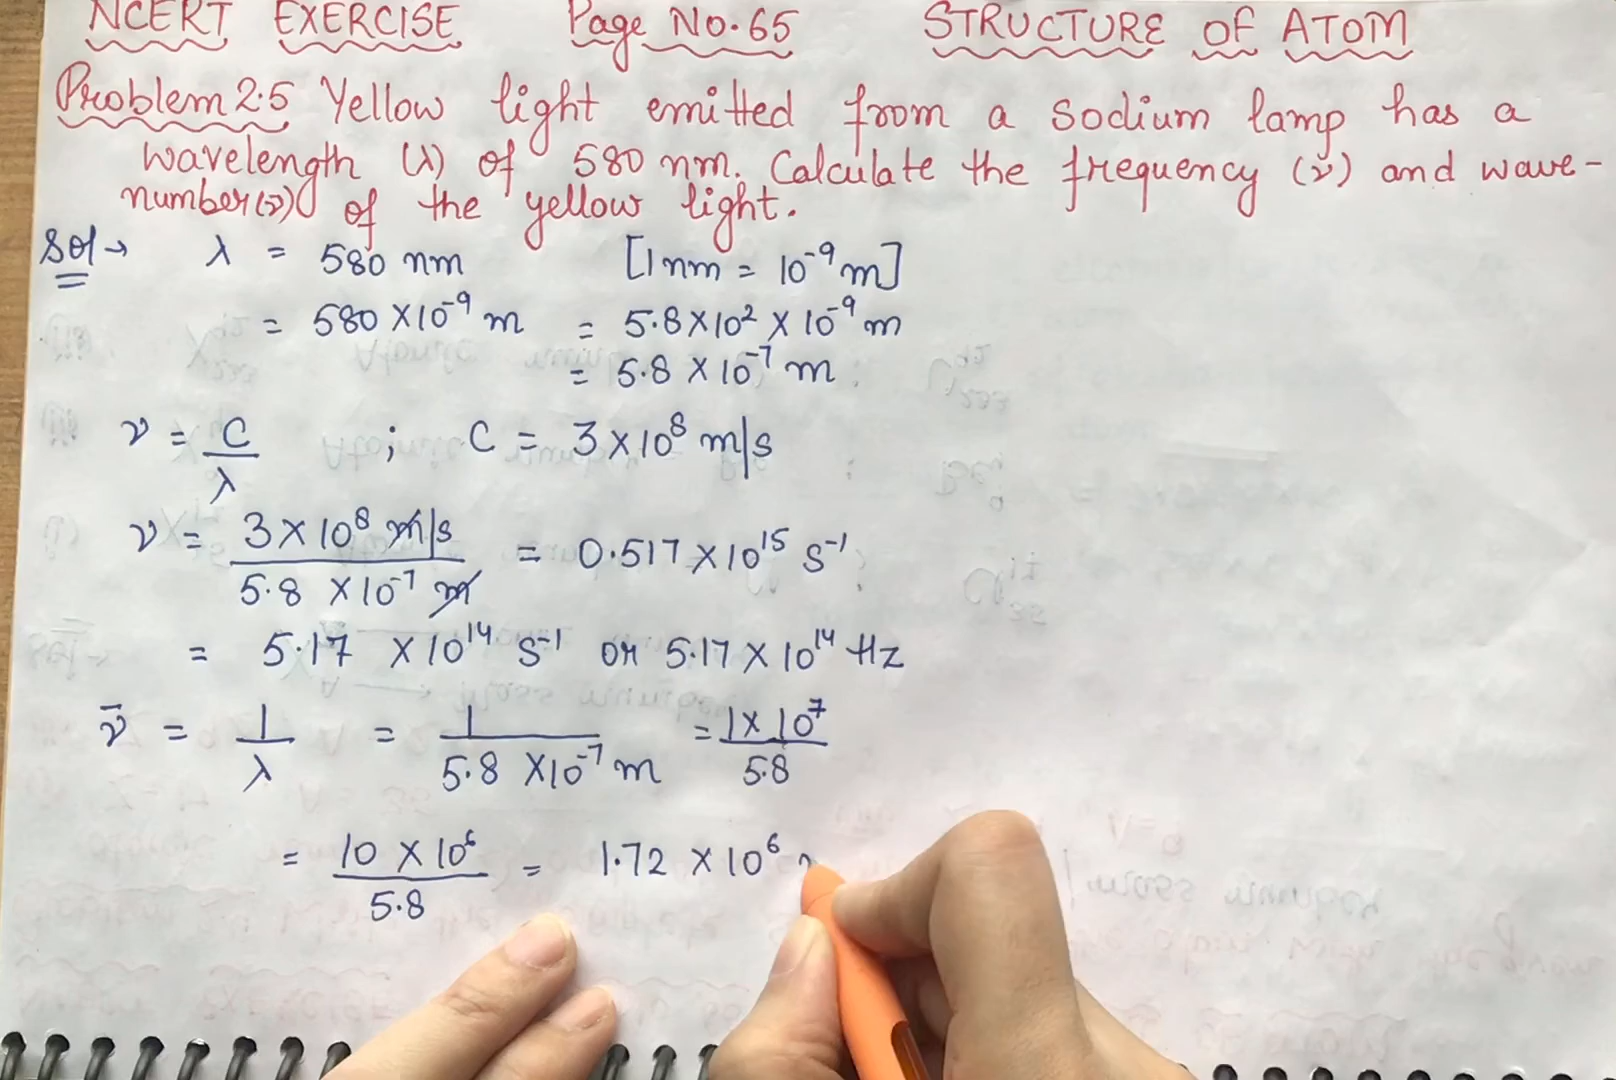 NCERT EXERCISE Page No.65 STRUCTURE OF ATOM
Problem 2.5 Yellow light emitted from a sodium lamp has a
wavelength (λ) of 580 nm. Calculate the frequency (ν) and wave-
number (ν) of the yellow light.
Sol→ λ = 580 nm [1 nm = 10⁻⁹ m]
= 580 × 10⁻⁹ m = 5.8 × 10² × 10⁻⁹ m
= 5.8 × 10⁻⁷ m
ν = C/λ ; C = 3 × 10⁸ m/s
ν = 3 × 10⁸ m/s / 5.8 × 10⁻⁷ m = 0.517 × 10¹⁵ s⁻¹
= 5.17 × 10¹⁴ s⁻¹ or 5.17 × 10¹⁴ Hz
ν̄ = 1/λ = 1 / 5.8 × 10⁻⁷ m = 1 × 10⁷ / 5.8
= 10 × 10⁶ / 5.8 = 1.72 × 10⁶